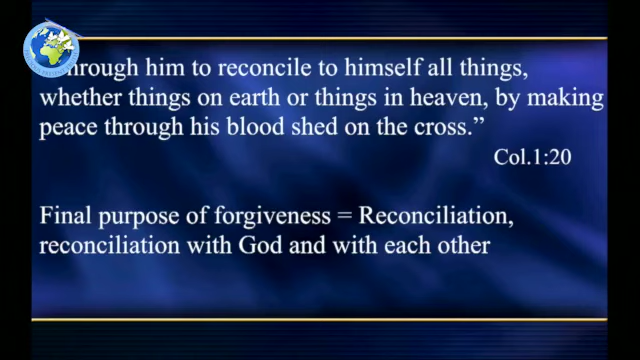 hrough him to reconcile to himself all things,
whether things on earth or things in heaven, by making
peace through his blood shed on the cross.”
Col.1:20
Final purpose of forgiveness = Reconciliation,
reconciliation with God and with each other